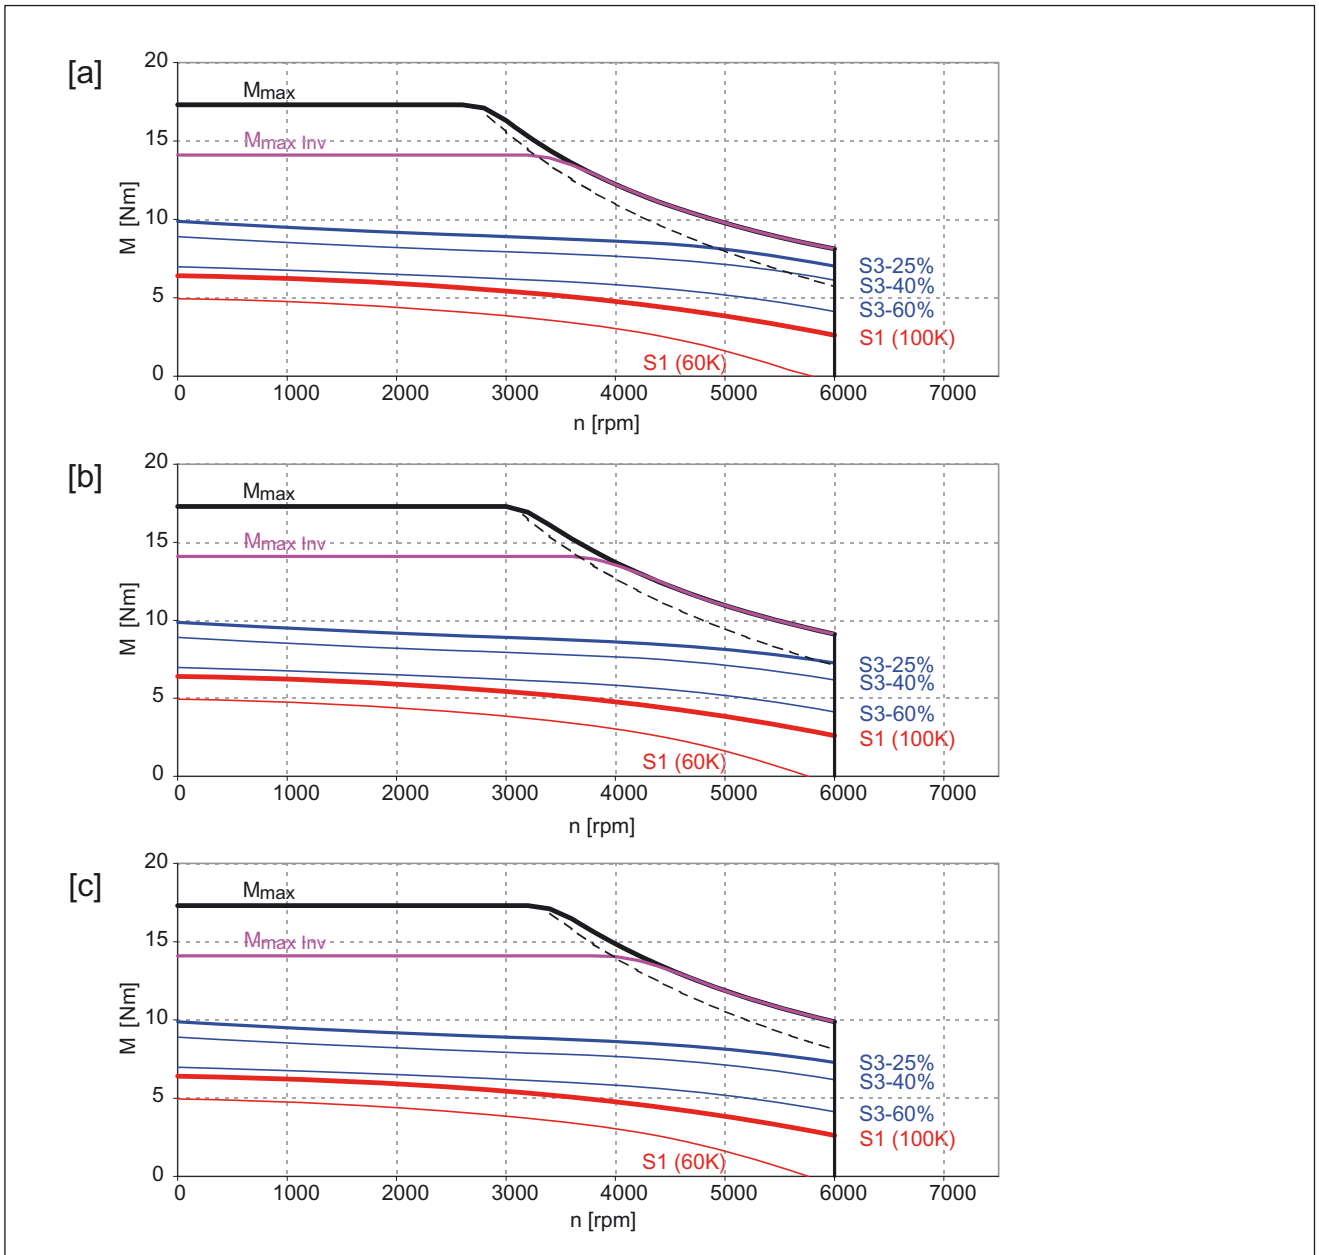 [a]
20
Mmax
15
Mmax Inv
M [Nm]
10
S3-25%
S3-40%
5
S3-60%
S1 (100K)
S1 (60K)
0
0 1000 2000 3000 4000 5000 6000 7000
n [rpm]
[b]
20
Mmax
15
Mmax Inv
M [Nm]
10
S3-25%
S3-40%
5
S3-60%
S1 (100K)
S1 (60K)
0
0 1000 2000 3000 4000 5000 6000 7000
n [rpm]
[c]
20
Mmax
15
Mmax Inv
M [Nm]
10
S3-25%
S3-40%
5
S3-60%
S1 (100K)
S1 (60K)
0
0 1000 2000 3000 4000 5000 6000 7000
n [rpm]